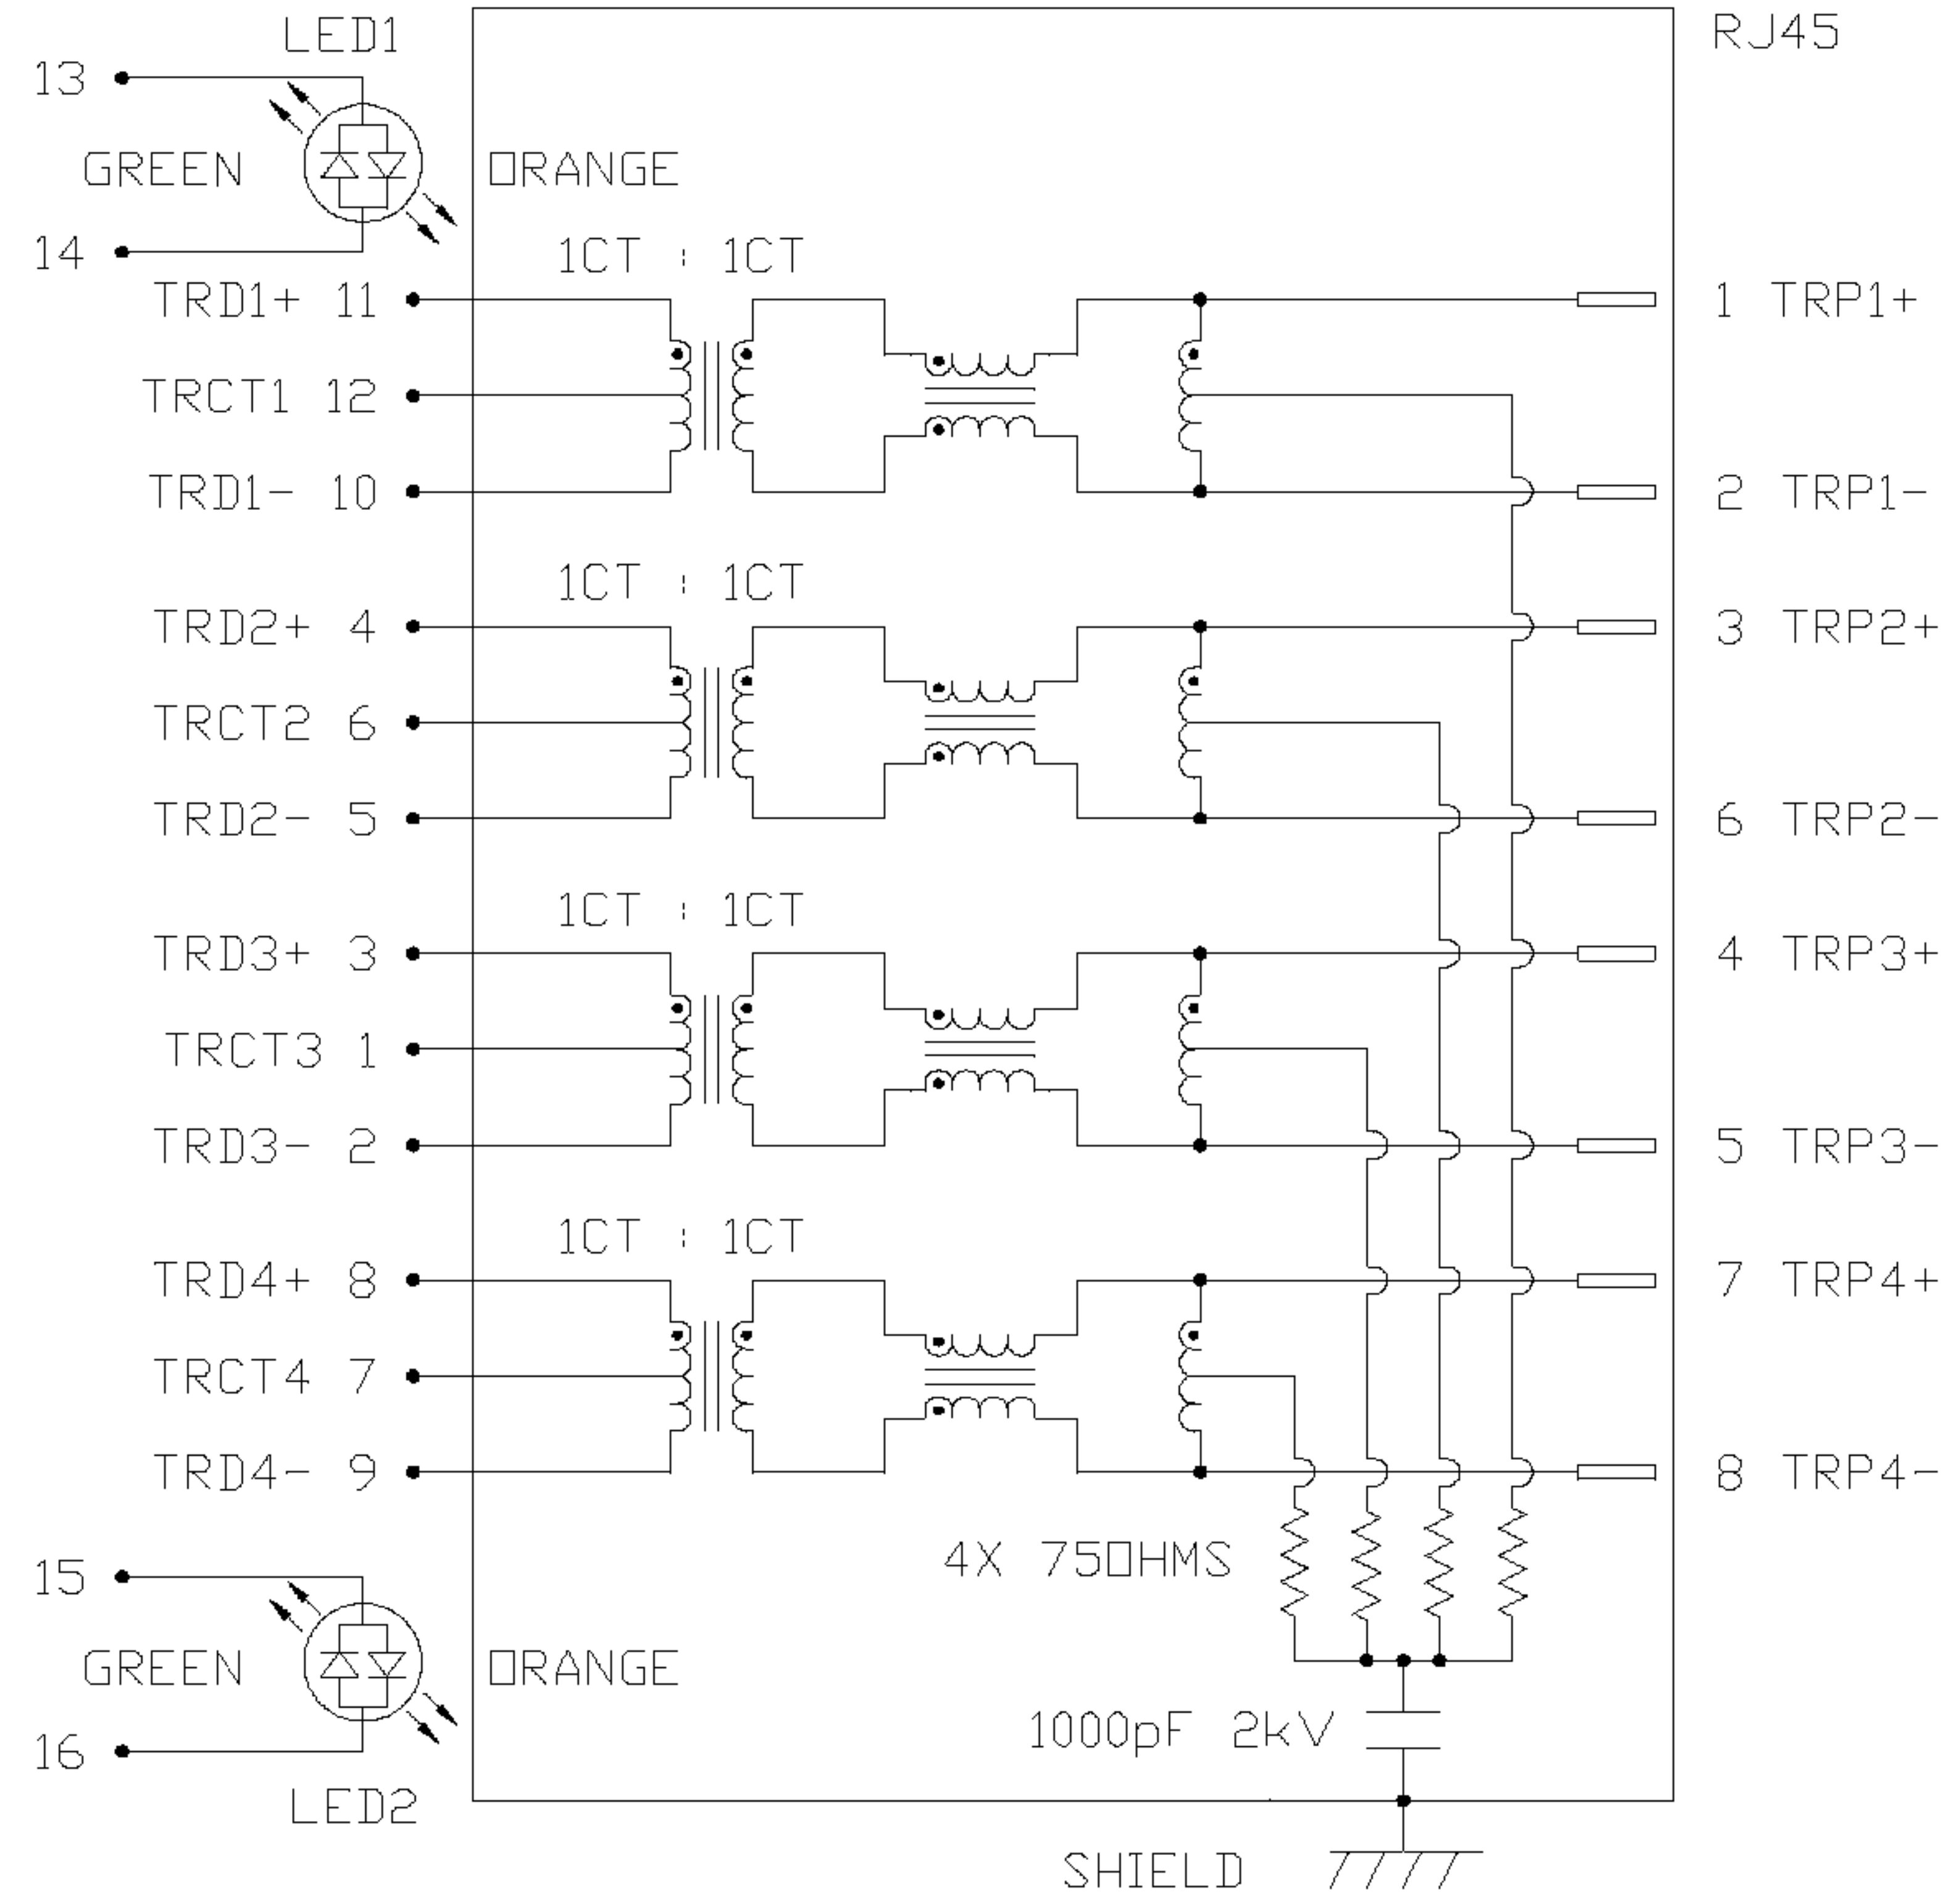 LED1 RJ45
13
GREEN ORANGE
14 1CT : 1CT
TRD1+ 11 1 TRP1+
TRCT1 12
TRD1- 10 2 TRP1-
1CT : 1CT
TRD2+ 4 3 TRP2+
TRCT2 6
TRD2- 5 6 TRP2-
1CT : 1CT
TRD3+ 3 4 TRP3+
TRCT3 1
TRD3- 2 5 TRP3-
1CT : 1CT
TRD4+ 8 7 TRP4+
TRCT4 7
TRD4- 9 8 TRP4-
15 4X 75OHMS
GREEN ORANGE
16 1000pF 2kV
LED2
SHIELD